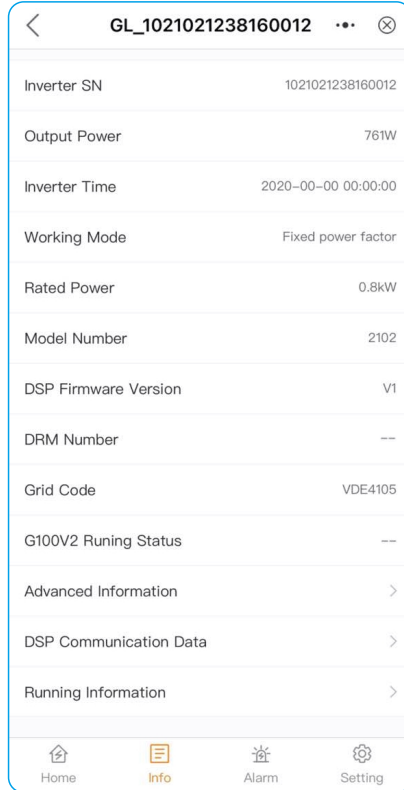 GL_1021021238160012
Inverter SN 1021021238160012
Output Power 761W
Inverter Time 2020-00-00 00:00:00
Working Mode Fixed power factor
Rated Power 0.8kW
Model Number 2102
DSP Firmware Version V1
DRM Number --
Grid Code VDE4105
G100V2 Runing Status --
Advanced Information
DSP Communication Data
Running Information
Home Info Alarm Setting